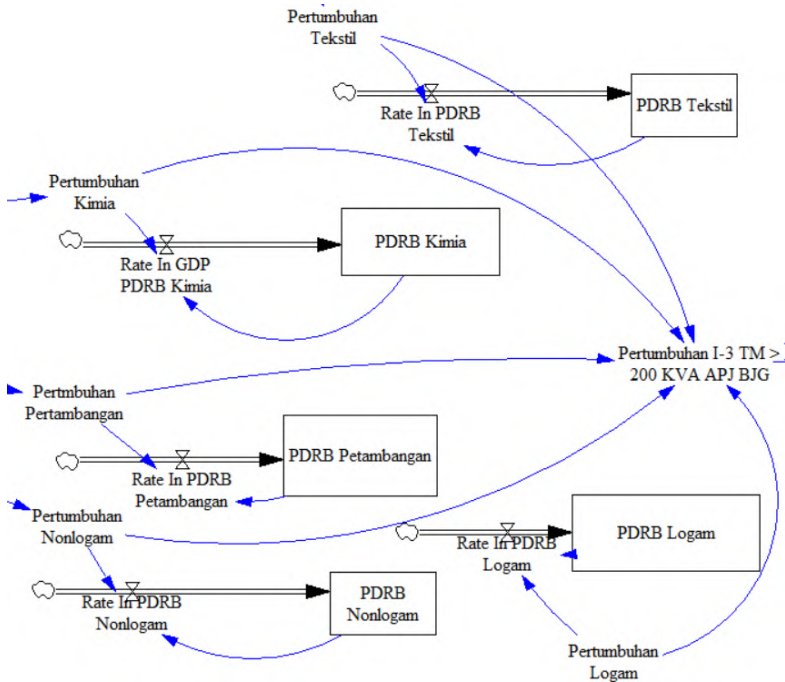 Pertumbuhan
Tekstil
PDRB Tekstil
Rate In PDRB
Tekstil
Pertumbuhan
Kimia
PDRB Kimia
Rate In GDP
PDRB Kimia
Pertumbuhan I-3 TM >
200 KVA APJ BJG
Pertmbuhan
Pertambangan
PDRB Petambangan
Rate In PDRB
Petambangan
Pertumbuhan
Nonlogam
PDRB Logam
Rate In PDRB
Logam
PDRB
Nonlogam
Rate In PDRB
Nonlogam
Pertumbuhan
Logam